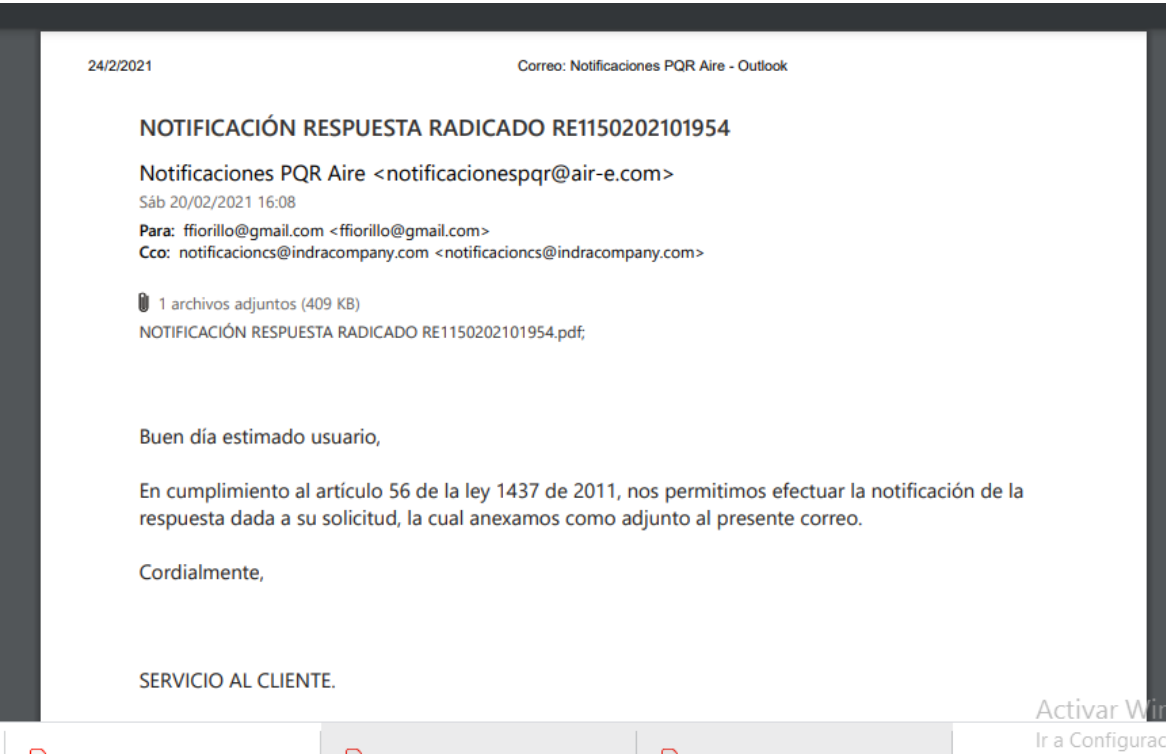 24/2/2021 Correo: Notificaciones PQR Aire - Outlook
NOTIFICACIÓN RESPUESTA RADICADO RE1150202101954
Notificaciones PQR Aire <notificacionespqr@air-e.com>
Sáb 20/02/2021 16:08
Para: ffiorillo@gmail.com <ffiorillo@gmail.com>
Cco: notificacioncs@indracompany.com <notificacioncs@indracompany.com>
1 archivos adjuntos (409 KB)
NOTIFICACIÓN RESPUESTA RADICADO RE1150202101954.pdf;
Buen día estimado usuario,
En cumplimiento al artículo 56 de la ley 1437 de 2011, nos permitimos efectuar la notificación de la
respuesta dada a su solicitud, la cual anexamos como adjunto al presente correo.
Cordialmente,
SERVICIO AL CLIENTE.
Activar Win
Ir a Configurac